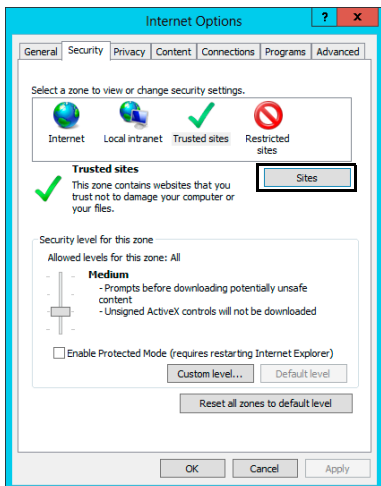 Internet Options
?
x
General Security Privacy Content Connections Programs Advanced
Select a zone to view or change security settings.
Internet Local intranet Trusted sites Restricted
sites
Trusted sites
This zone contains websites that you
trust not to damage your computer or
your files.
Sites
Security level for this zone
Allowed levels for this zone: All
Medium
- Prompts before downloading potentially unsafe
content
- Unsigned ActiveX controls will not be downloaded
Enable Protected Mode (requires restarting Internet Explorer)
Custom level... Default level
Reset all zones to default level
OK Cancel Apply